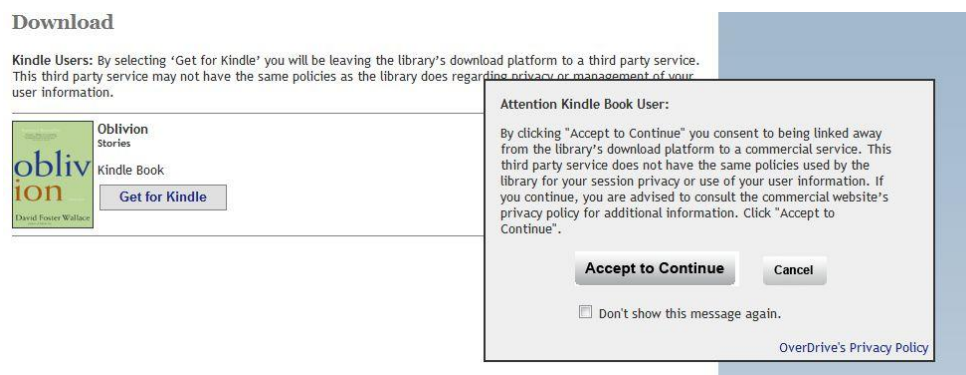 Download
Kindle Users: By selecting ‘Get for Kindle’ you will be leaving the library’s download platform to a third party service.
This third party service may not have the same policies as the library does regarding privacy or management of your
user information.
Oblivion
Stories
Kindle Book
Get for Kindle
obliv
ion
David Foster Wallace
Attention Kindle Book User:
By clicking "Accept to Continue" you consent to being linked away
from the library’s download platform to a commercial service. This
third party service does not have the same policies used by the
library for your session privacy or use of your user information. If
you continue, you are advised to consult the commercial website’s
privacy policy for additional information. Click "Accept to
Continue".
Accept to Continue
Cancel
Don't show this message again.
OverDrive's Privacy Policy